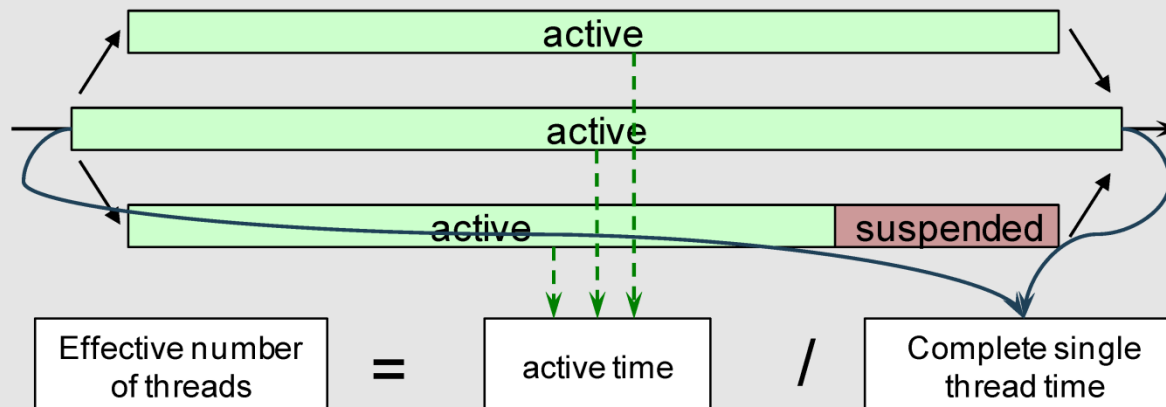 active
active
active
suspended
Effective number
of threads
=
active time
/
Complete single
thread time